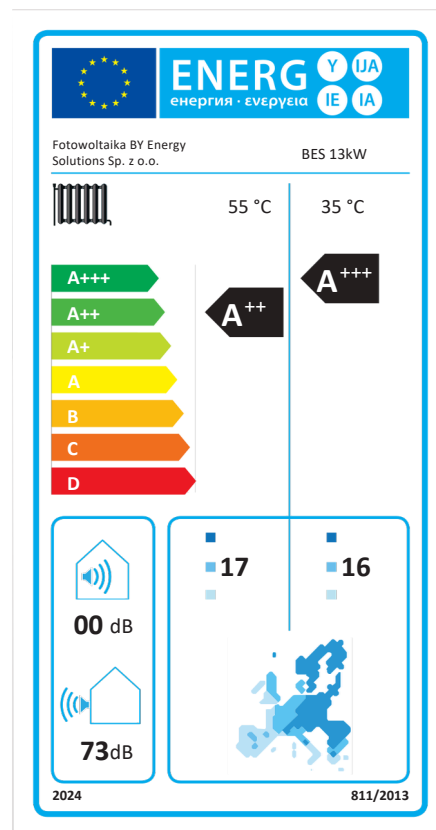 ENERG
енергия · ενεργεια
Y IJA
IE IA
Fotowoltaika BY Energy
Solutions Sp. z o.o.
BES 13kW
55 °C
35 °C
A+++
A++
A+
A
B
C
D
A++
A+++
00 dB
73dB
17
16
2024
811/2013